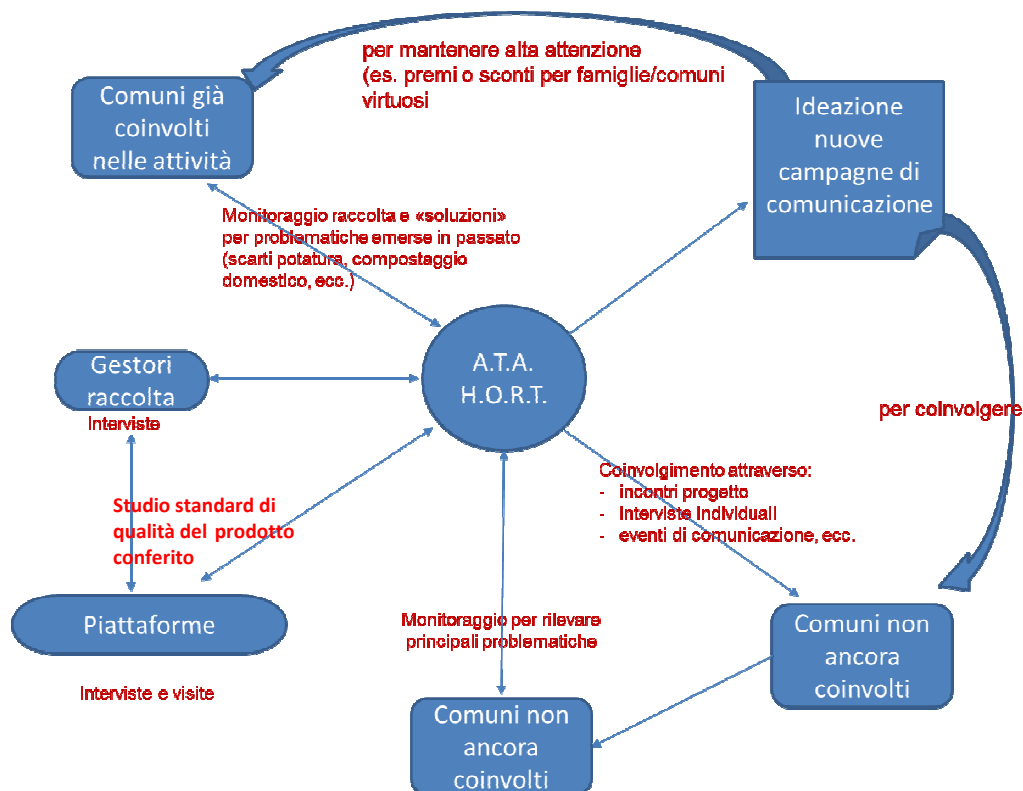 per mantenere alta attenzione
(es. premi o sconti per famiglie/comuni
virtuosi
Comuni già
coinvolti
nelle attività
Ideazione
nuove
campagne di
comunicazione
Monitoraggio raccolta e «soluzioni»
per problematiche emerse in passato
(scarti potatura, compostaggio
domestico, ecc.)
Gestori
raccolta
Interviste
A.T.A.
H.O.R.T.
per coinvolgere
Coinvolgimento attraverso:
- incontri progetto
- Interviste Individuali
- eventi di comunicazione, ecc.
Studio standard di
qualità del prodotto
conferito
Piattaforme
Interviste e visite
Monitoraggio per rilevare
principali problematiche
Comuni non
ancora
coinvolti
Comuni non
ancora
coinvolti